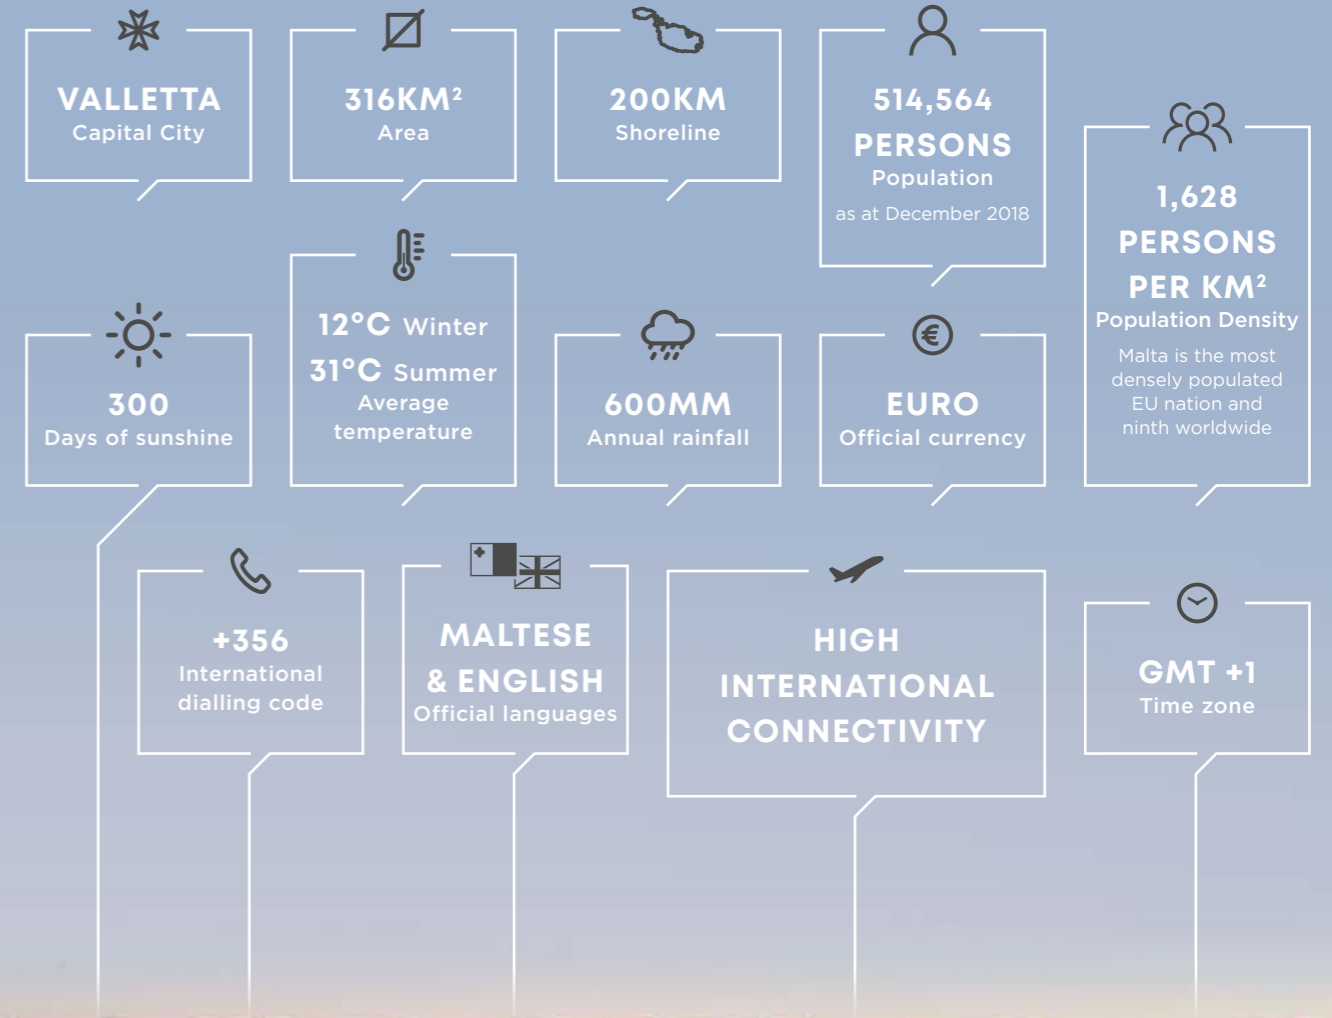 VALLETTA
Capital City
316KM²
Area
200KM
Shoreline
514,564
PERSONS
Population
as at December 2018
1,628
PERSONS
PER KM²
Population Density
Malta is the most
densely populated
EU nation and
ninth worldwide
300
Days of sunshine
12°C Winter
31°C Summer
Average
temperature
600MM
Annual rainfall
EURO
Official currency
+356
International
dialling code
MALTESE
& ENGLISH
Official languages
HIGH
INTERNATIONAL
CONNECTIVITY
GMT +1
Time zone